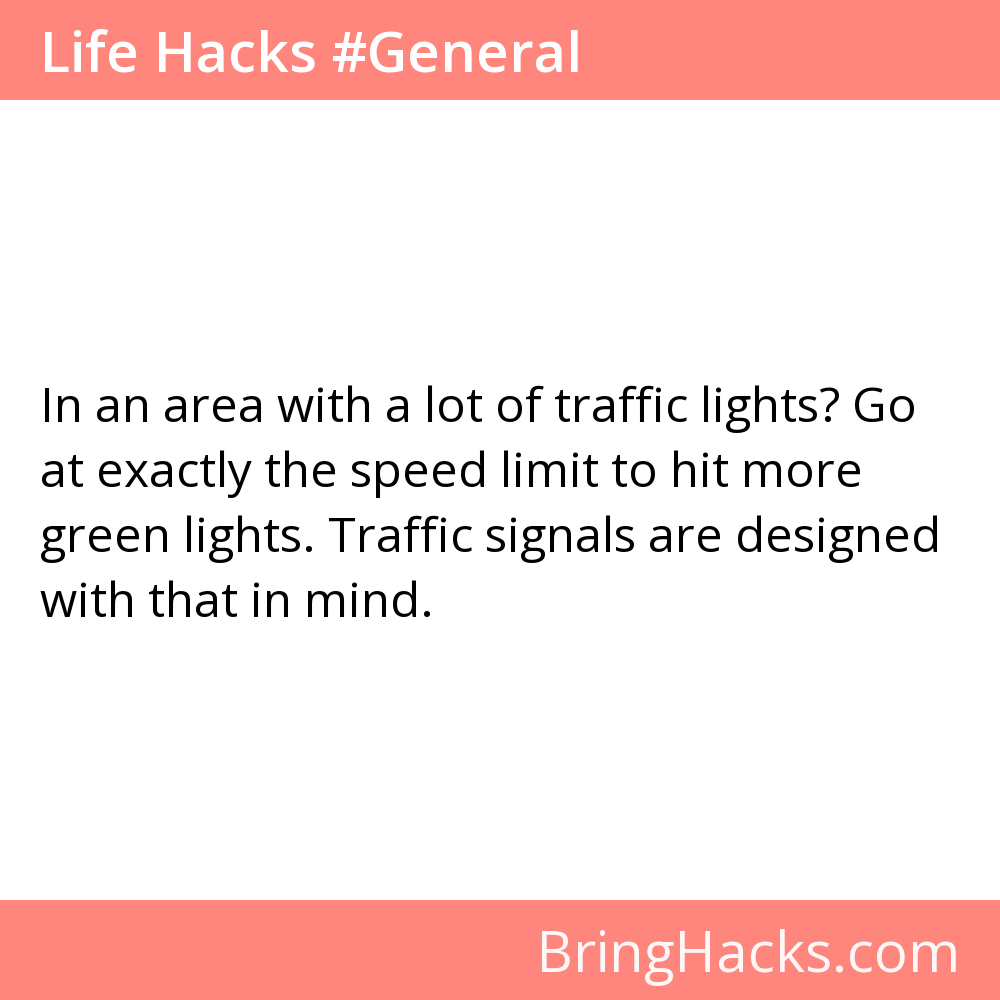 Life Hacks #General
In an area with a lot of traffic lights? Go
at exactly the speed limit to hit more
green lights. Traffic signals are designed
with that in mind.
BringHacks.com